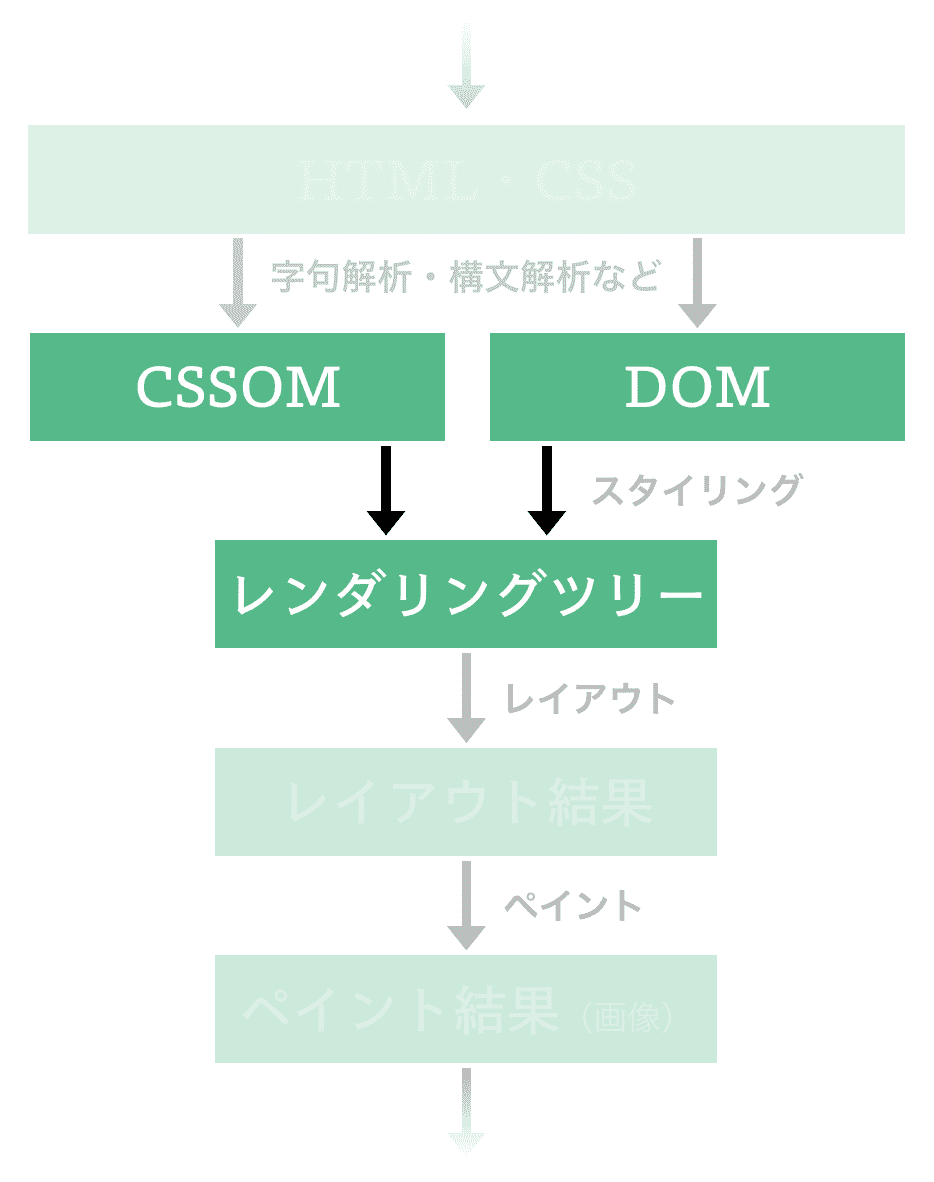 HTML・CSS
字句解析・構文解析など
CSSOM
DOM
スタイリング
レンダリングツリー
レイアウト
レイアウト結果
ペイント
ペイント結果（画像）